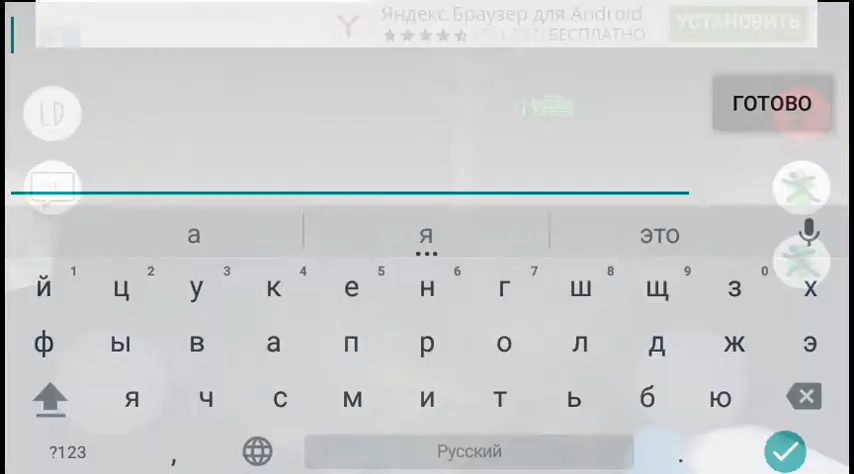 Яндекс.Браузер для Android
УСТАНОВИТЬ
БЕСПЛАТНО
LD
ГОТОВО
а я это
1 2 3 4 5 6 7 8 9 0
й ц у к е н г ш щ з х
ф ы в а п р о л д ж э
я ч с м и т ь б ю
?123 , Русский .